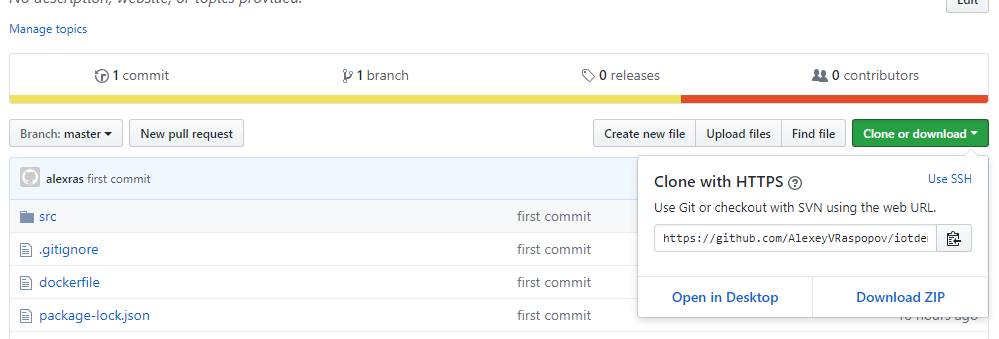 No description, website, or topics provided.
Edit
Manage topics
1 commit
1 branch
0 releases
0 contributors
Branch: master
New pull request
Create new file
Upload files
Find file
Clone or download
alexras first commit
Clone with HTTPS
Use SSH
Use Git or checkout with SVN using the web URL.
https://github.com/AlexeyVRaspopov/iotde
Open in Desktop
Download ZIP
src
first commit
.gitignore
first commit
dockerfile
first commit
package-lock.json
first commit
10 hours ago